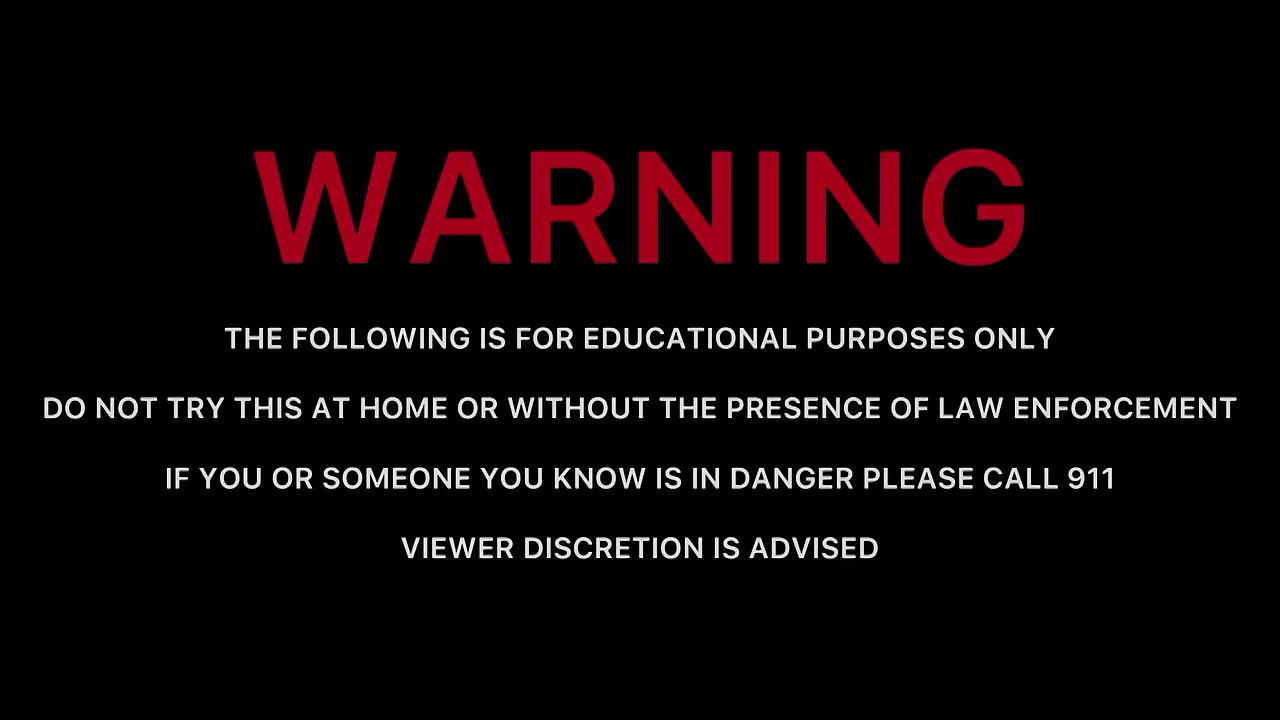 WARNING
THE FOLLOWING IS FOR EDUCATIONAL PURPOSES ONLY
DO NOT TRY THIS AT HOME OR WITHOUT THE PRESENCE OF LAW ENFORCEMENT
IF YOU OR SOMEONE YOU KNOW IS IN DANGER PLEASE CALL 911
VIEWER DISCRETION IS ADVISED